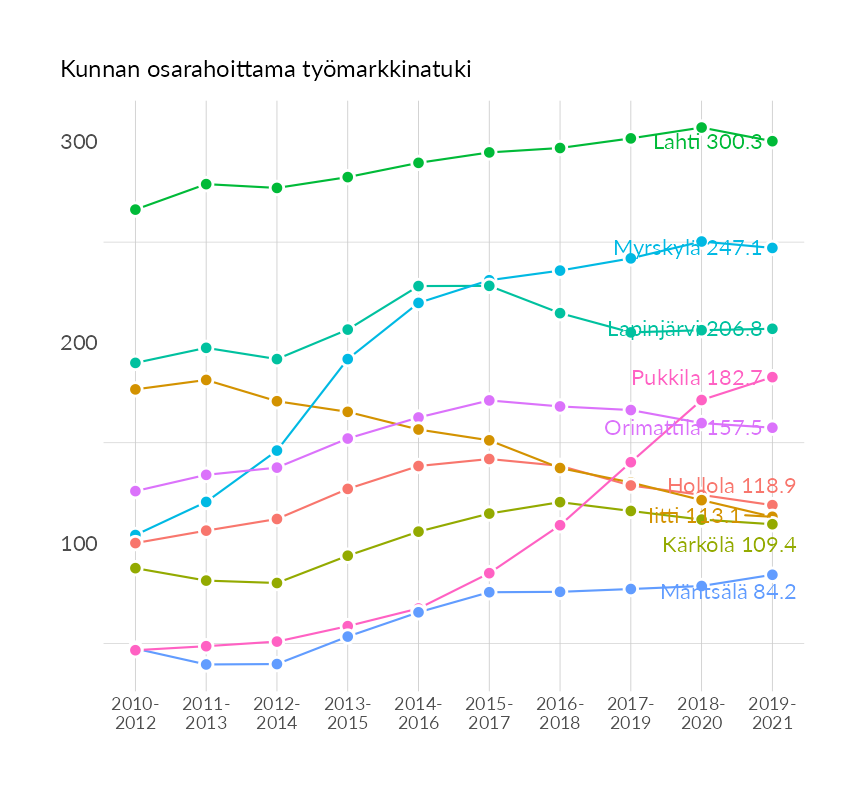 Kunnan osarahoittama työmarkkinatuki
300
200
100
Lahti 300.3
Myrskylä 247.1
Lapinjärvi 206.8
Pukkila 182.7
Orimattila 157.5
Hollola 118.9
Iitti 113.1
Kärkölä 109.4
Mäntsälä 84.2
2010-
2012
2011-
2013
2012-
2014
2013-
2015
2014-
2016
2015-
2017
2016-
2018
2017-
2019
2018-
2020
2019-
2021